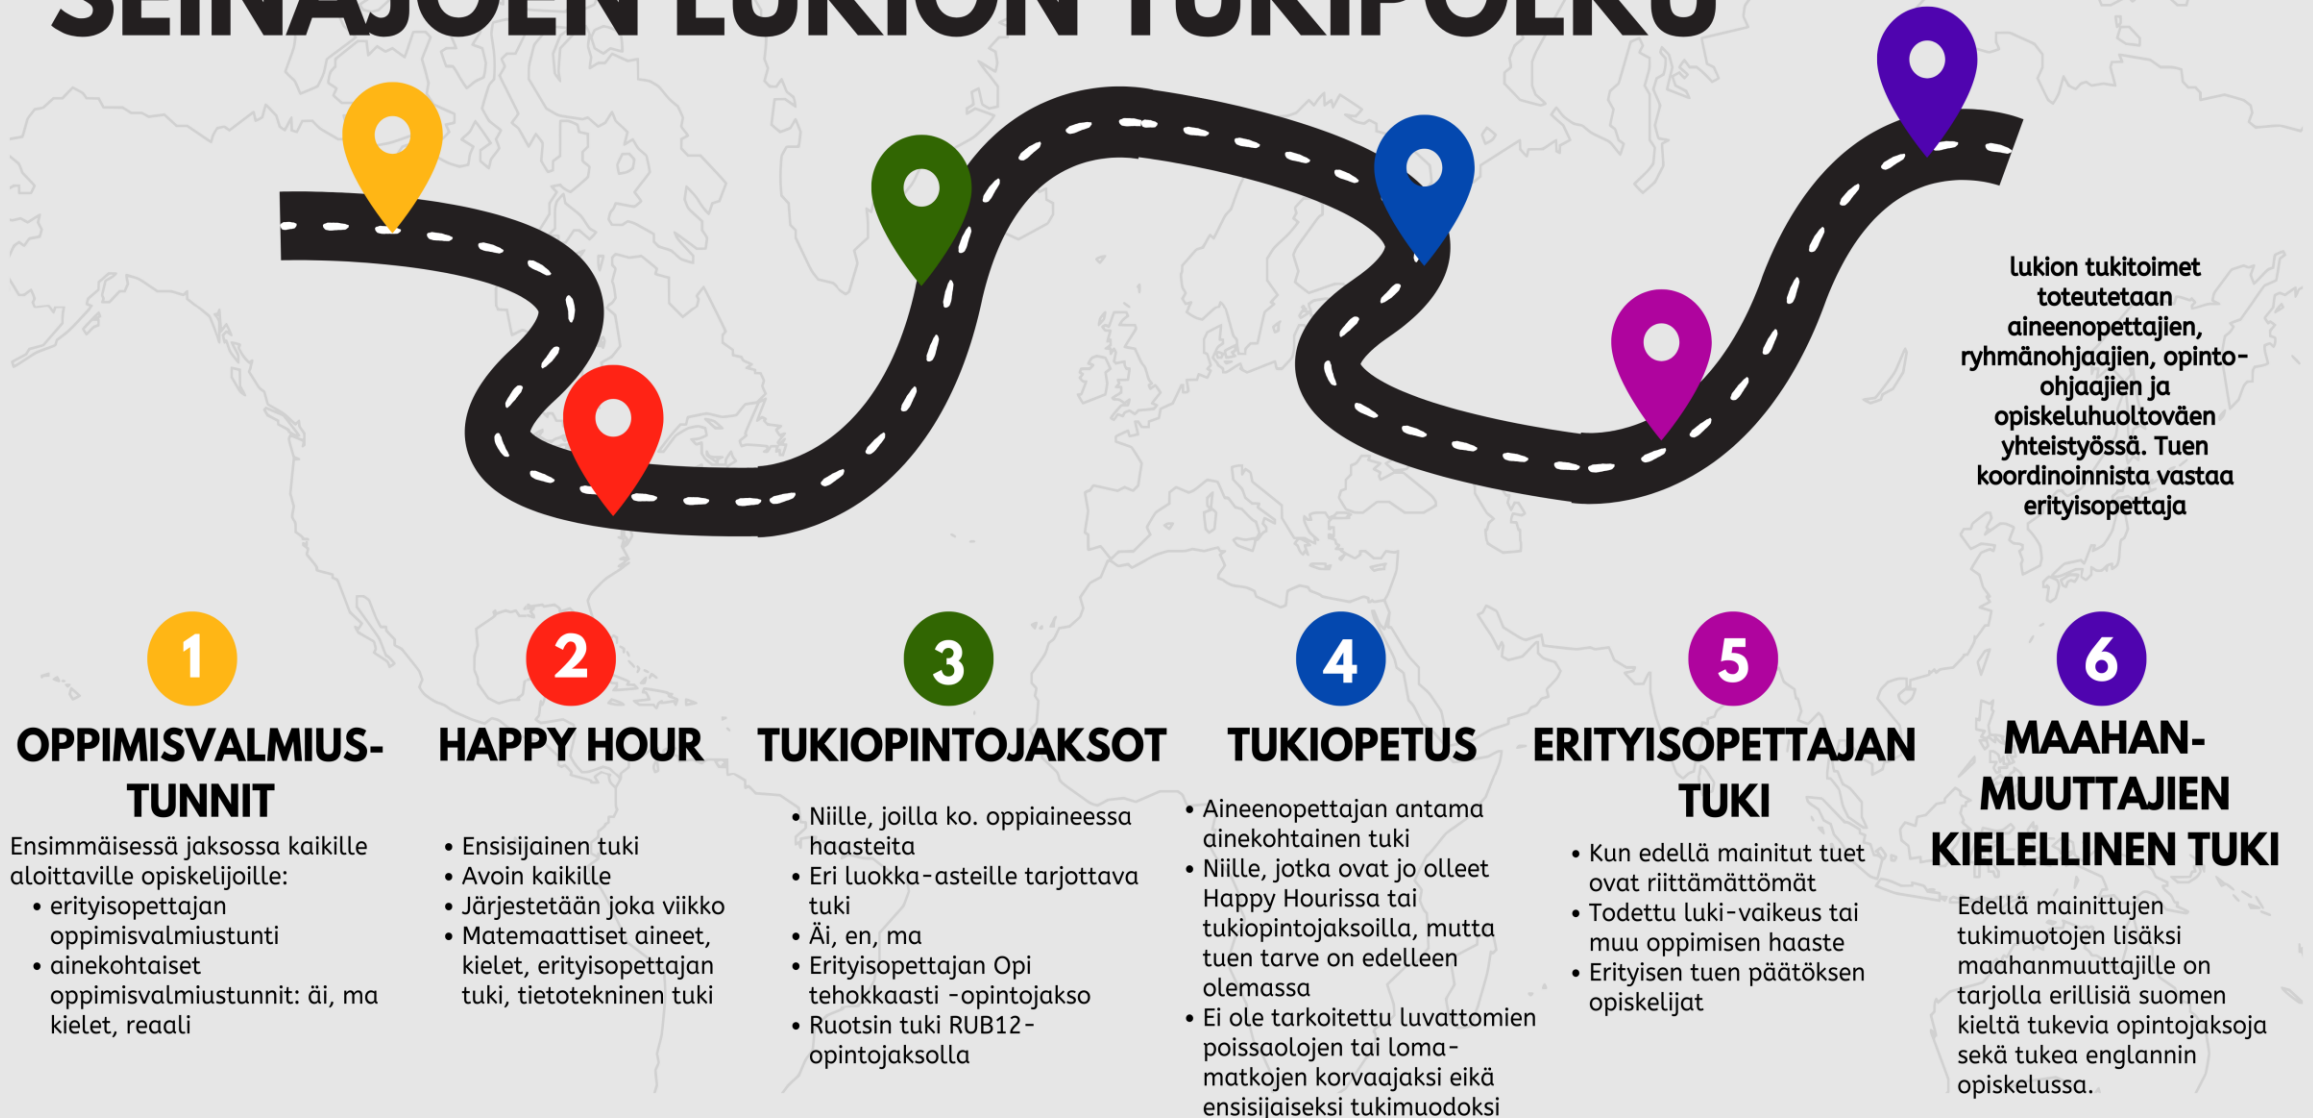 SEINÄJOEN LUKION TUKIPOLKU
lukion tukitoimet
toteutetaan
aineenopettajien,
ryhmänohjaajien, opinto-
ohjaajien ja
opiskeluhuoltoväen
yhteistyössä. Tuen
koordinoinnista vastaa
erityisopettaja
1
OPPIMISVALMIUS-
TUNNIT
Ensimmäisessä jaksossa kaikille
aloittaville opiskelijoille:
• erityisopettajan
oppimisvalmiustunti
• ainekohtaiset
oppimisvalmiustunnit: äi, ma
kielet, reaali
2
HAPPY HOUR
• Ensisijainen tuki
• Avoin kaikille
• Järjestetään joka viikko
• Matemaattiset aineet,
kielet, erityisopettajan
tuki, tietotekninen tuki
3
TUKIOPINTOJAKSOT
• Niille, joilla ko. oppiaineessa
haasteita
• Eri luokka-asteille tarjottava
tuki
• Äi, en, ma
• Erityisopettajan Opi
tehokkaasti -opintojakso
• Ruotsin tuki RUB12-
opintojaksolla
4
TUKIOPETUS
• Aineenopettajan antama
ainekohtainen tuki
• Niille, jotka ovat jo olleet
Happy Hourissa tai
tukiopintojaksoilla, mutta
tuen tarve on edelleen
olemassa
• Ei ole tarkoitettu luvattomien
poissaolojen tai loma-
matkojen korvaajaksi eikä
ensisijaiseksi tukimuodoksi
5
ERITYISOPETTAJAN
TUKI
• Kun edellä mainitut tuet
ovat riittämättömät
• Todettu luki-vaikeus tai
muu oppimisen haaste
• Erityisen tuen päätöksen
opiskelijat
6
MAAHAN-
MUUTTAJIEN
KIELELLINEN TUKI
Edellä mainittujen
tukimuotojen lisäksi
maahanmuuttajille on
tarjolla erillisiä suomen
kieltä tukevia opintojaksoja
sekä tukea englannin
opiskelussa.